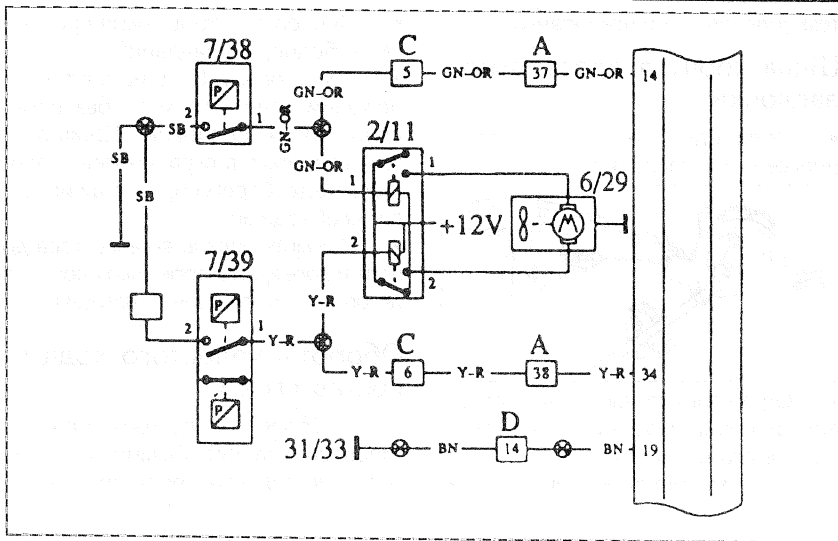 7/38
C
A
P
5
GN-OR
37
GN-OR
14
GN-OR
2
1
SB
GN-OR
2/11
SB
SB
GN-OR
1
1
6/29
+12V
M
2
2
7/39
P
Y-R
2
1
Y-R
C
A
Y-R
6
Y-R
38
Y-R
34
P
D
31/33
BN
14
BN
19